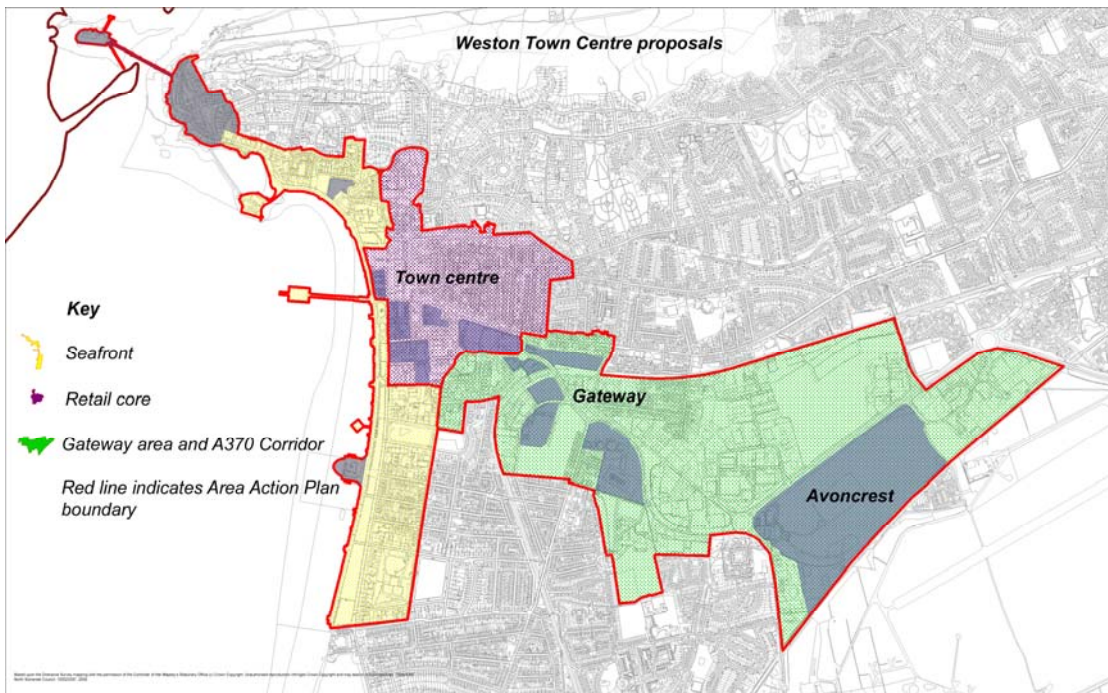 Weston Town Centre proposals
Town centre
Key
Seafront
Retail core
Gateway
Gateway area and A370 Corridor
Avoncrest
Red line indicates Area Action Plan
boundary